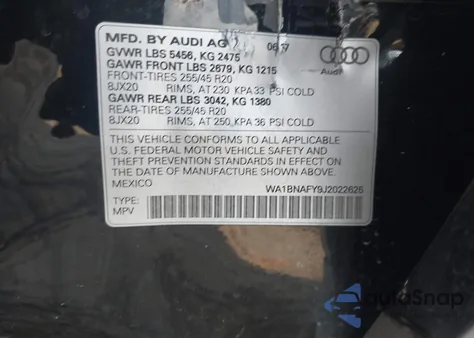 MFD. BY AUDI AG 06/17
GVWR LBS 5456, KG 2475
GAWR FRONT LBS 2679, KG 1215
FRONT-TIRES 255/45 R20
8JX20 RIMS, AT 230 KPA 33 PSI COLD
GAWR REAR LBS 3042, KG 1380
REAR-TIRES 255/45 R20
8JX20 RIMS, AT 250 KPA 36 PSI COLD
Audi
THIS VEHICLE CONFORMS TO ALL APPLICABLE
U.S. FEDERAL MOTOR VEHICLE SAFETY AND
THEFT PREVENTION STANDARDS IN EFFECT ON
THE DATE OF MANUFACTURE SHOWN ABOVE.
MEXICO WA1BNAFY9J2022625
TYPE:
MPV
autoSnap